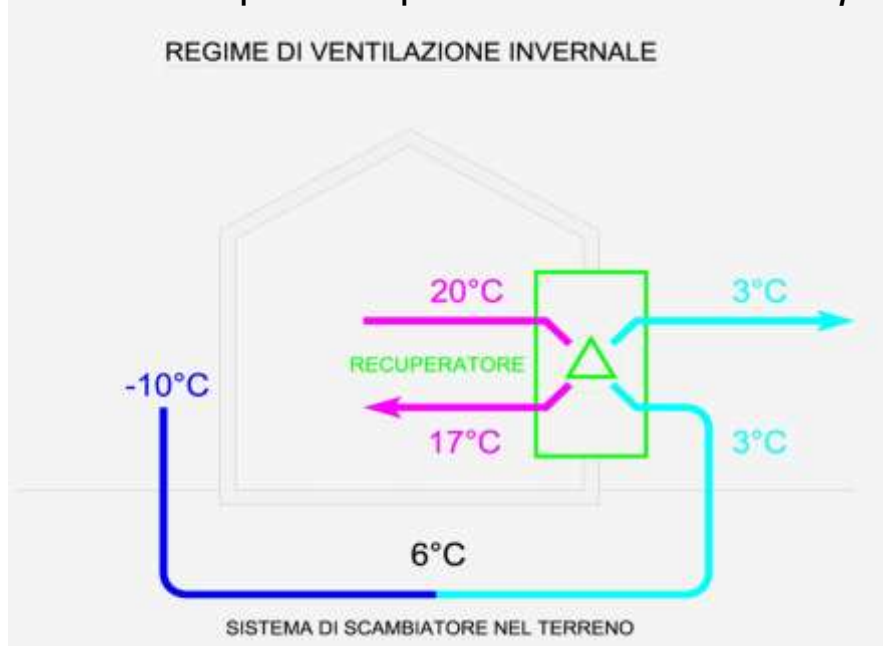 REGIME DI VENTILAZIONE INVERNALE
20°C
3°C
RECUPERATORE
-10°C
17°C
3°C
6°C
SISTEMA DI SCAMBIATORE NEL TERRENO